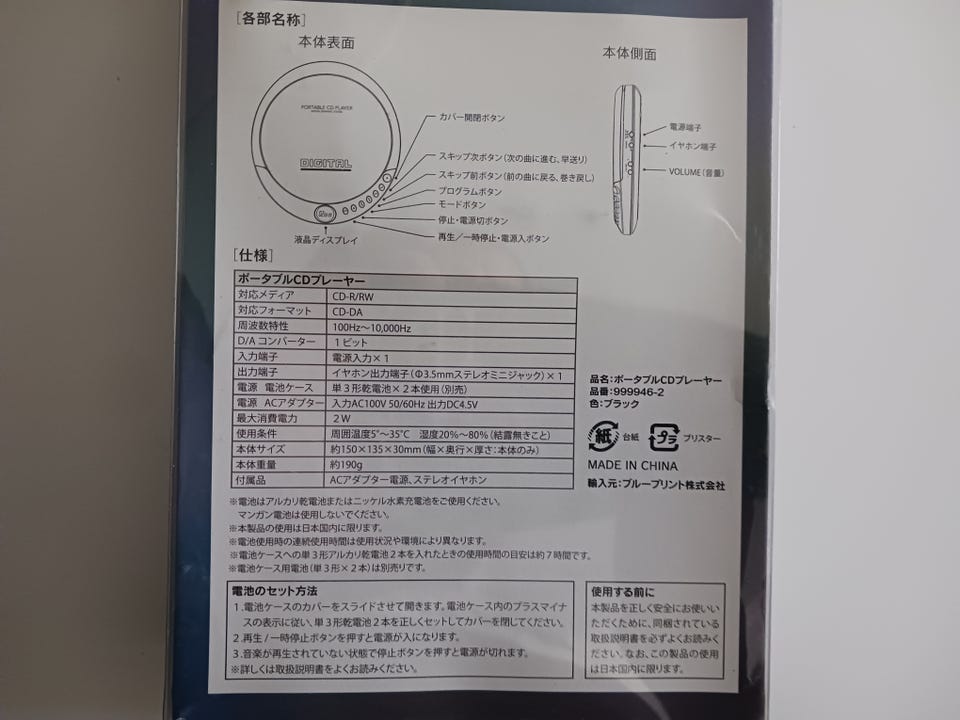 [各部名称]
本体表面
本体側面
PORTABLE CD PLAYER
DIGITAL
カバー開閉ボタン
スキップ次ボタン(次の曲に進む、早送り)
スキップ前ボタン(前の曲に戻る、巻き戻し)
プログラムボタン
モードボタン
停止・電源切ボタン
再生/一時停止・電源入ボタン
液晶ディスプレイ
電源端子
イヤホン端子
VOLUME(音量)
[仕様]
ポータブルCDプレーヤー
対応メディア CD-R/RW
対応フォーマット CD-DA
周波数特性 100Hz~10,000Hz
D/Aコンバーター 1ビット
入力端子 電源入力×1
出力端子 イヤホン出力端子(Φ3.5mmステレオミニジャック)×1
電源 電池ケース 単3形乾電池×2本使用(別売)
電源 ACアダプター 入力AC100V 50/60Hz 出力DC4.5V
最大消費電力 2W
使用条件 周囲温度5°~35℃ 湿度20%~80%(結露無きこと)
本体サイズ 約150×135×30mm(幅×奥行×厚さ:本体のみ)
本体重量 約190g
付属品 ACアダプター電源、ステレオイヤホン
品名:ポータブルCDプレーヤー
品番:999946-2
色:ブラック
紙 台紙 プラ ブリスター
MADE IN CHINA
輸入元:ブループリント株式会社
※電池はアルカリ乾電池またはニッケル水素充電池をご使用ください。
マンガン電池は使用しないでください。
※本製品の使用は日本国内に限ります。
※電池使用時の連続使用時間は使用状況や環境により異なります。
※電池ケースへの単3形アルカリ乾電池2本を入れたときの使用時間の目安は約7時間です。
※電池ケース用電池(単3形×2本)は別売りです。
電池のセット方法
1.電池ケースのカバーをスライドさせて開きます。電池ケース内のプラスマイナ
スの表示に従い、単3形乾電池2本を正しくセットしてカバーを閉してください。
2.再生/一時停止ボタンを押すと電源が入になります。
3.音楽が再生されていない状態で停止ボタンを押すと電源が切れます。
※詳しくは取扱説明書をよくお読みください。
使用する前に
本製品を正しく安全にお使いい
ただくために、同梱されている
取扱説明書を必ずよくお読みく
ださい。なお、この製品の使用
は日本国内に限ります。